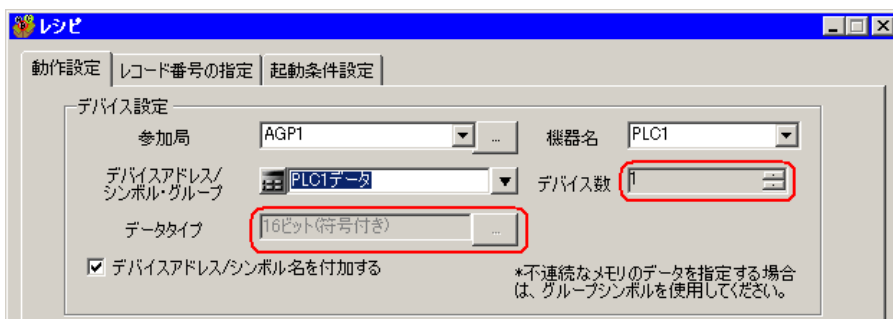 レシピ
動作設定 レコード番号の指定 起動条件設定
デバイス設定
参加局 AGP1 ... 機器名 PLC1
デバイスアドレス/
シンボル・グループ PLC1データ デバイス数 1
データタイプ 16ビット(符号付き) ...
デバイスアドレス/シンボル名を付加する
*不連続なメモリのデータを指定する場合
は、グループシンボルを使用してください。